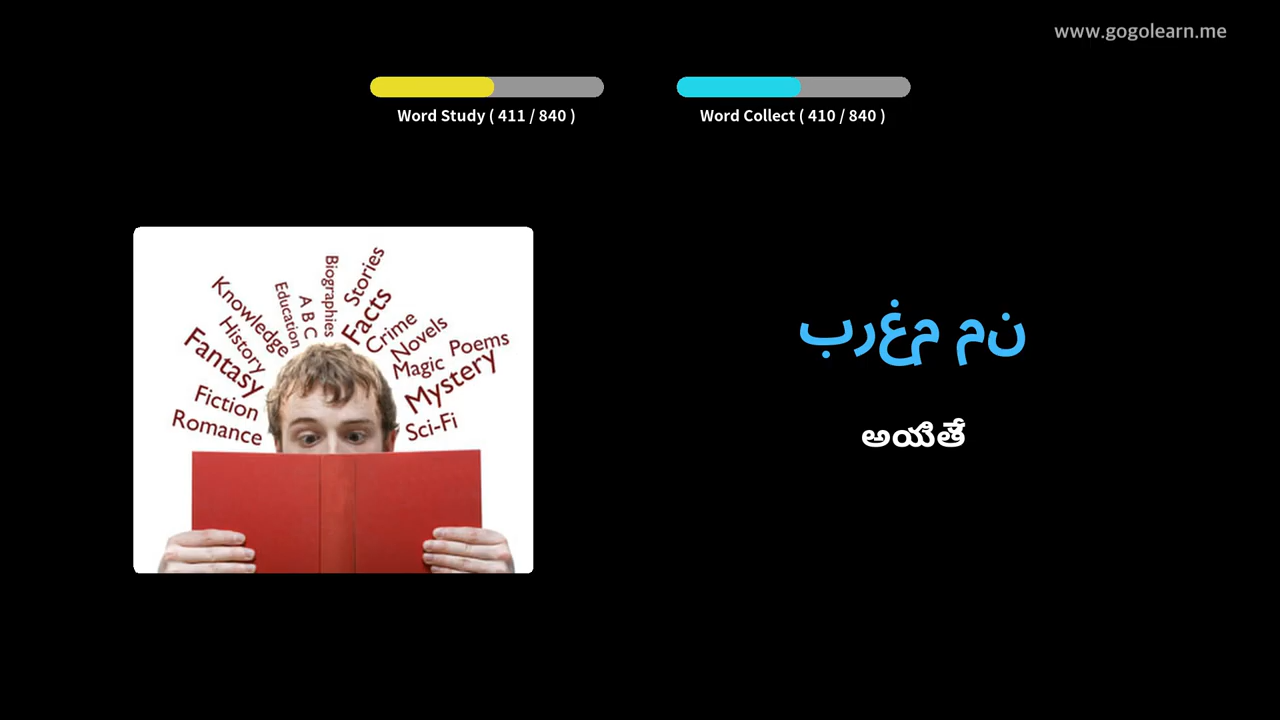 www.gogolearn.me
Word Study ( 411 / 840 )
Word Collect ( 410 / 840 )
Biographies
Stories
Education
A B C
Facts
Knowledge
Crime
History
Novels
Poems
Fantasy
Magic
Mystery
Fiction
Romance
Sci-Fi
برغم من
అయితే